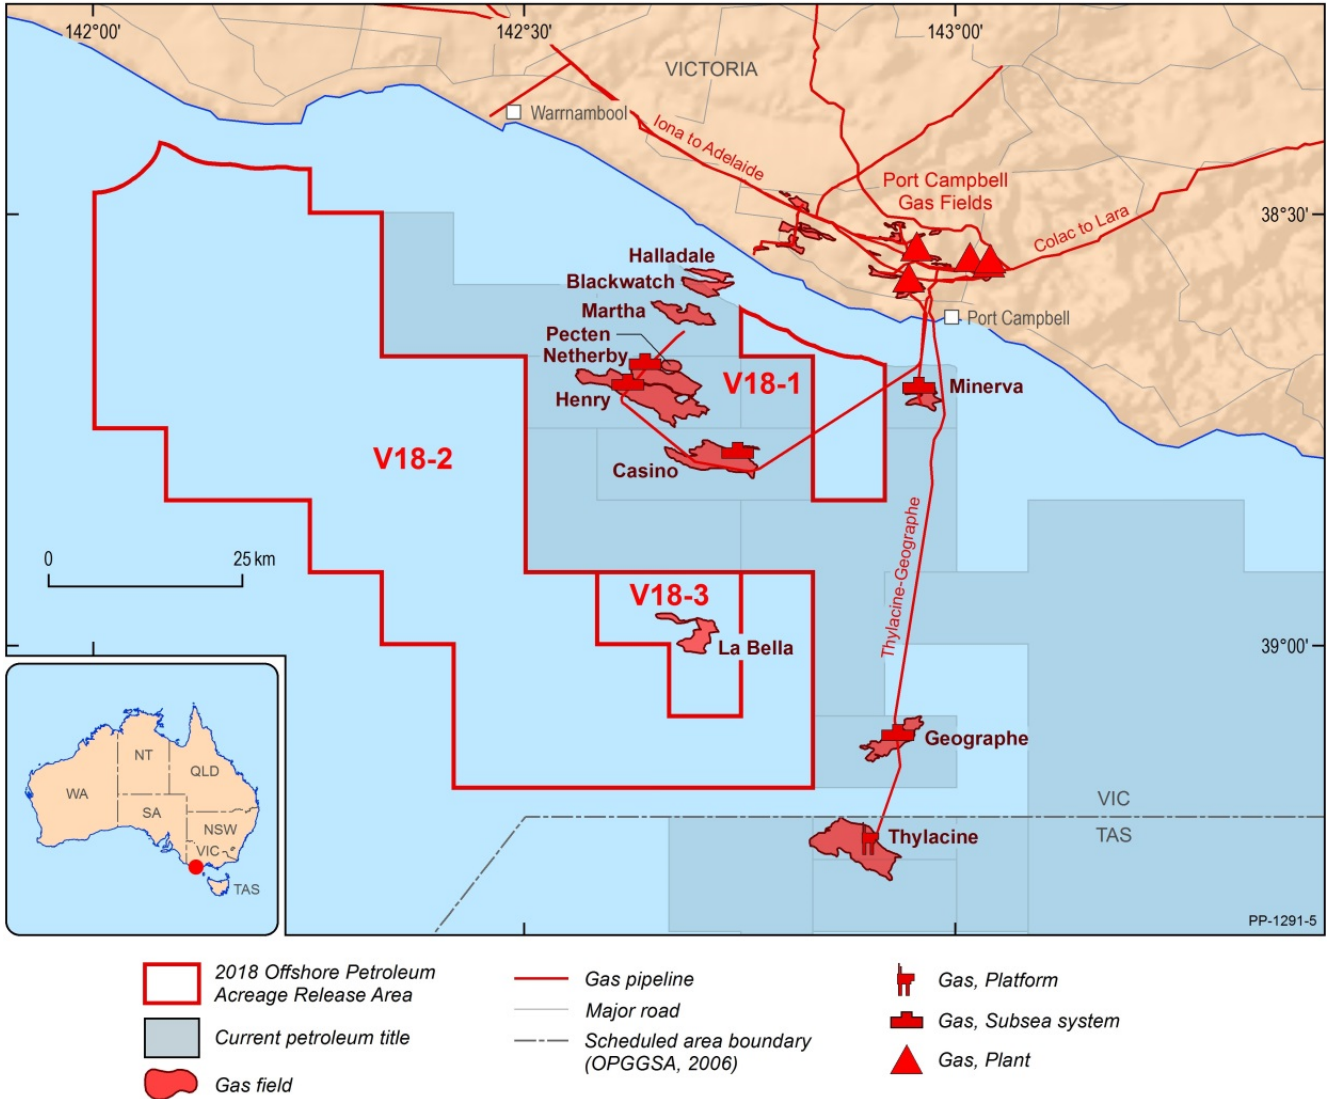 142°00'
142°30'
143°00'
VICTORIA
Warrnambool
Iona to Adelaide
Port Campbell
Gas Fields
38°30'
Colac to Lara
Halladale
Blackwatch
Martha
Port Campbell
Pecten
Netherby
V18-1
Minerva
Henry
V18-2
Casino
Thylacine-Geographe
0
25 km
V18-3
La Bella
39°00'
Geographe
VIC
TAS
Thylacine
PP-1291-5
NT
QLD
WA
SA
NSW
VIC
TAS
2018 Offshore Petroleum
Acreage Release Area
Current petroleum title
Gas field
Gas pipeline
Major road
Scheduled area boundary
(OPGGSA, 2006)
Gas, Platform
Gas, Subsea system
Gas, Plant